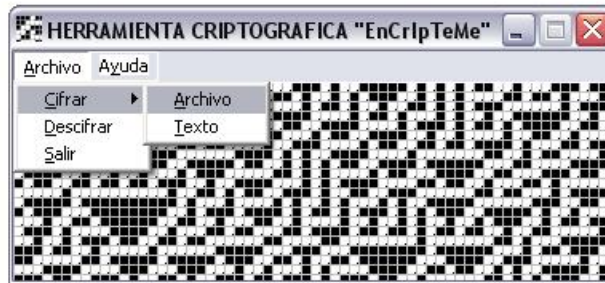 HERRAMIENTA CRIPTOGRAFICA "EnCrIpTeMe"
Archivo Ayuda
Cifrar Archivo
Descifrar Texto
Salir